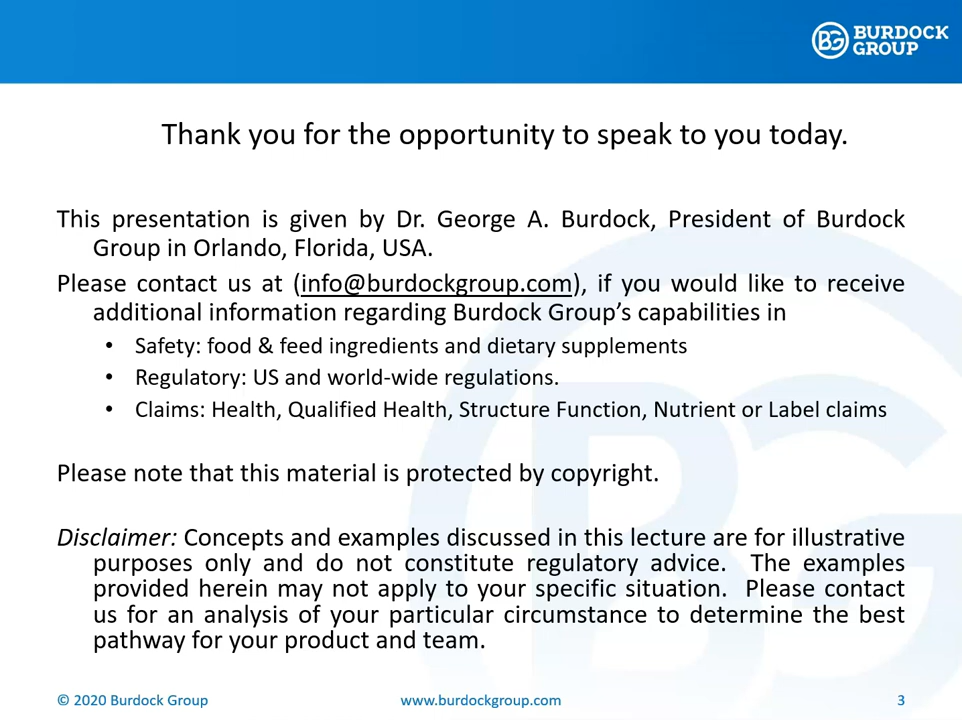 BURDOCK
GROUP
Thank you for the opportunity to speak to you today.
This presentation is given by Dr. George A. Burdock, President of Burdock
Group in Orlando, Florida, USA.
Please contact us at (info@burdockgroup.com), if you would like to receive
additional information regarding Burdock Group’s capabilities in
• Safety: food & feed ingredients and dietary supplements
• Regulatory: US and world-wide regulations.
• Claims: Health, Qualified Health, Structure Function, Nutrient or Label claims
Please note that this material is protected by copyright.
Disclaimer: Concepts and examples discussed in this lecture are for illustrative
purposes only and do not constitute regulatory advice. The examples
provided herein may not apply to your specific situation. Please contact
us for an analysis of your particular circumstance to determine the best
pathway for your product and team.
© 2020 Burdock Group www.burdockgroup.com 3